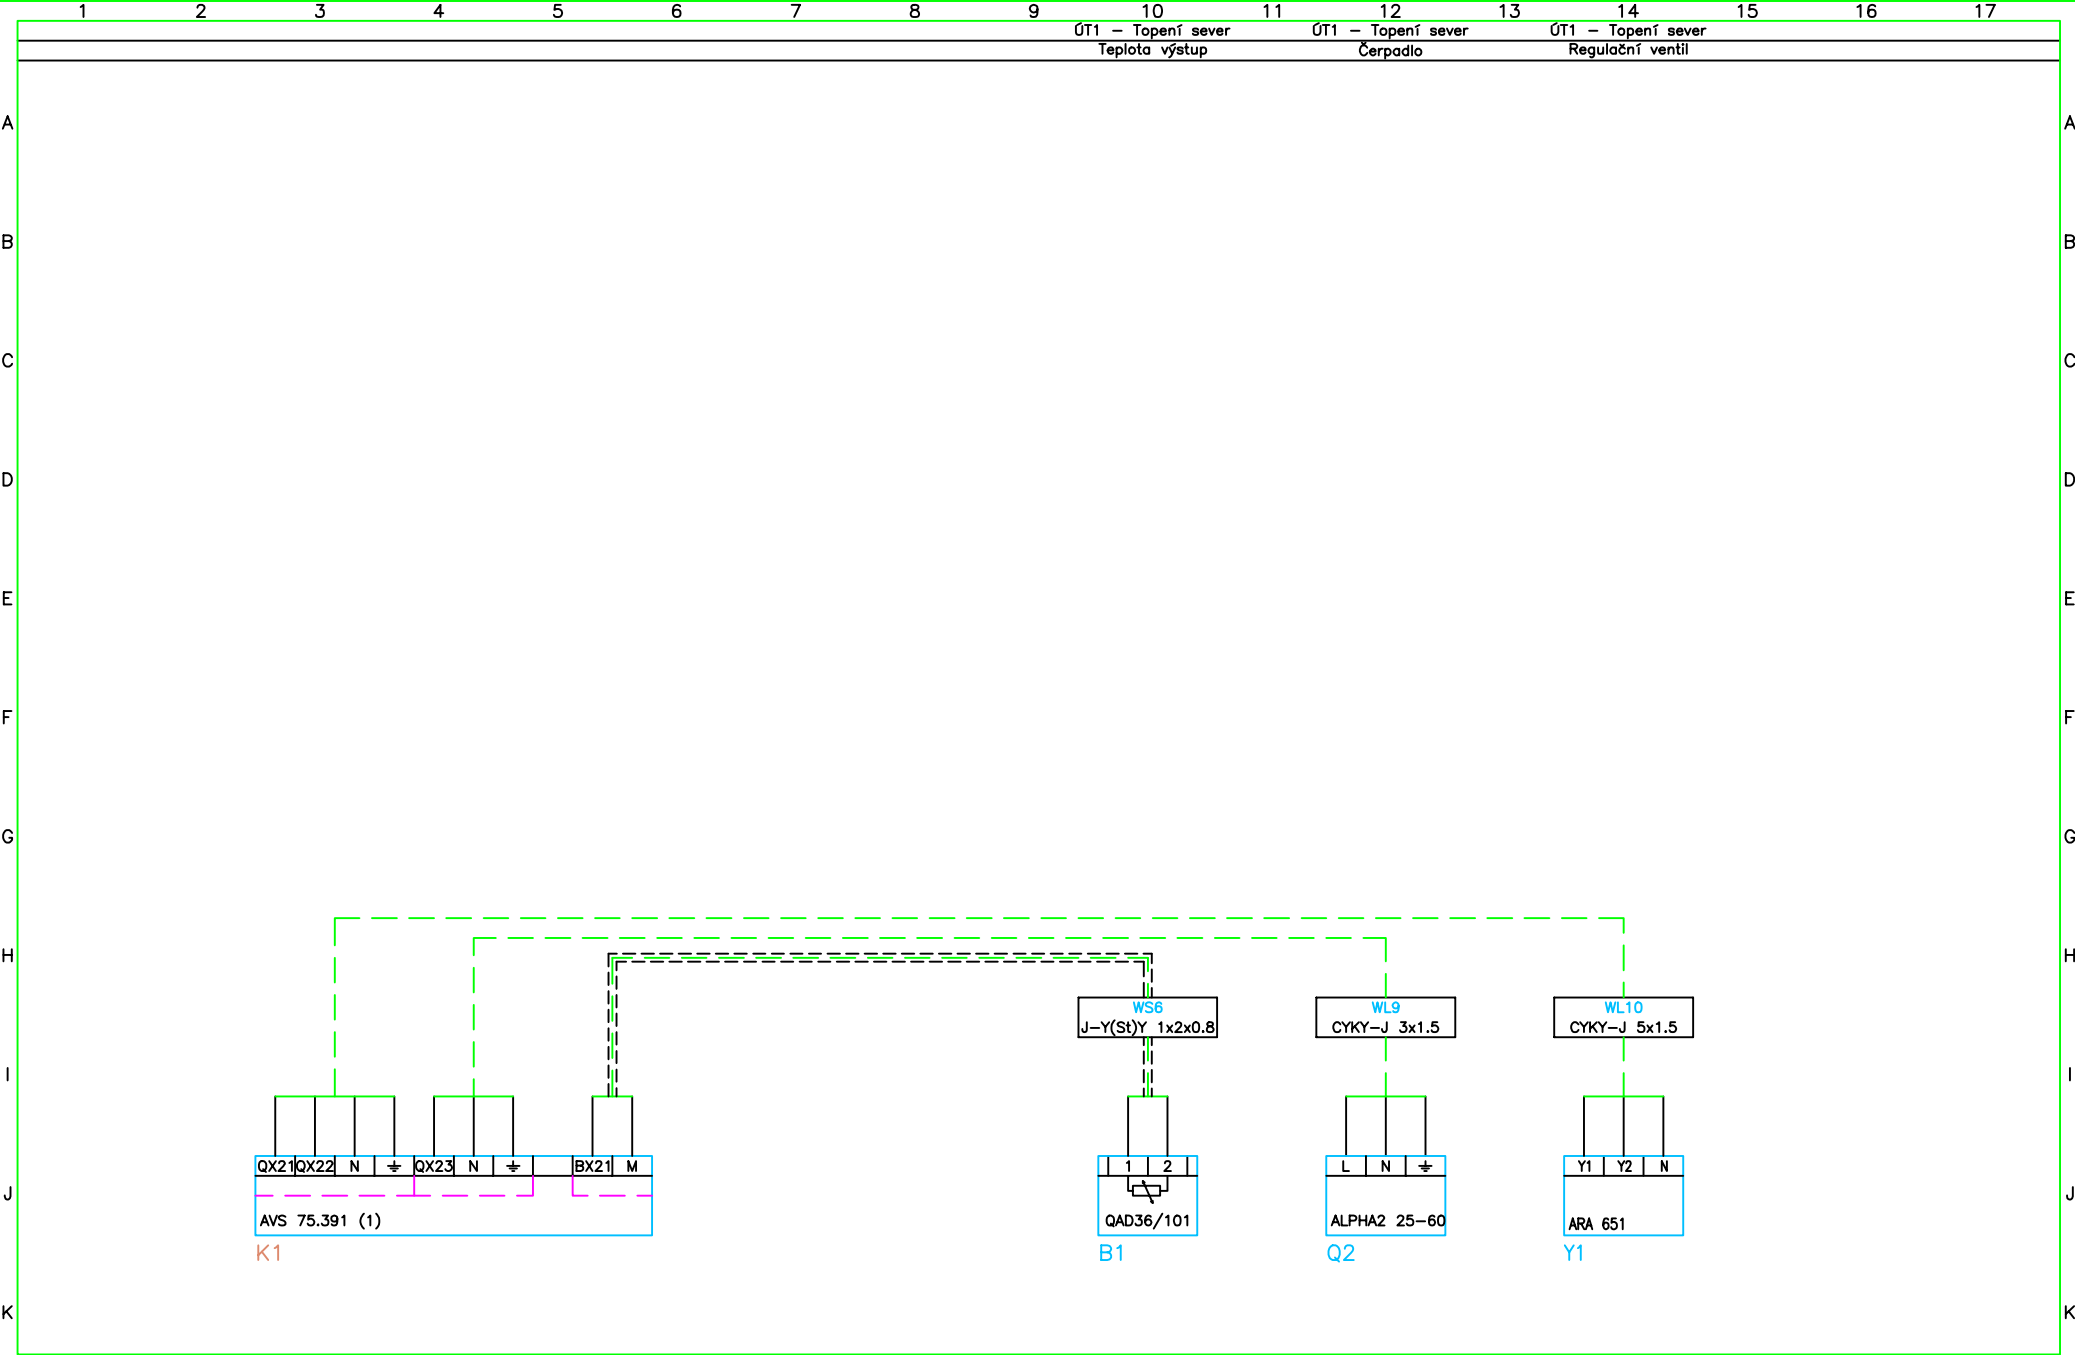 1 2 3 4 5 6 7 8 9 10 11 12 13 14 15 16 17
ÚT1 – Topení sever ÚT1 – Topení sever ÚT1 – Topení sever
Teplota výstup Čerpadlo Regulační ventil
A A
B B
C C
D D
E E
F F
G G
H H
WS6 WL9 WL10
J–Y(St)Y 1x2x0.8 CYKY–J 3x1.5 CYKY–J 5x1.5
I I
QX21 QX22 N QX23 N BX21 M 1 2 L N Y1 Y2 N
J J
AVS 75.391 (1) QAD36/101 ALPHA2 25–60 ARA 651
K1 B1 Q2 Y1
K K